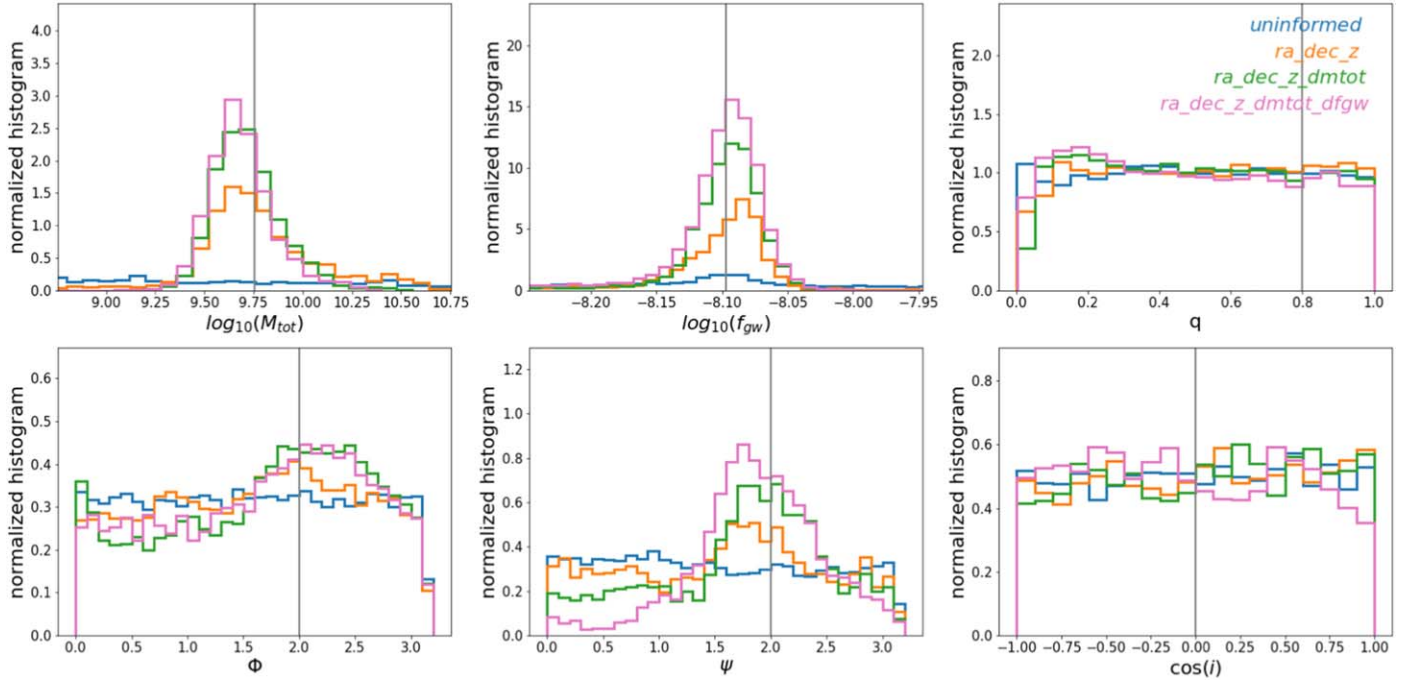 normalized histogram
4.0
3.5
3.0
2.5
2.0
1.5
1.0
0.5
0.0
9.00 9.25 9.50 9.75 10.00 10.25 10.50 10.75
log10(Mtot)
normalized histogram
20
15
10
5
0
−8.20 −8.15 −8.10 −8.05 −8.00 −7.95
log10(fgw)
normalized histogram
2.0
1.5
1.0
0.5
0.0
uninformed
ra_dec_z
ra_dec_z_dmtot
ra_dec_z_dmtot_dfgw
0.0 0.2 0.4 0.6 0.8 1.0
q
normalized histogram
0.6
0.5
0.4
0.3
0.2
0.1
0.0
0.0 0.5 1.0 1.5 2.0 2.5 3.0
Φ
normalized histogram
1.2
1.0
0.8
0.6
0.4
0.2
0.0
0.0 0.5 1.0 1.5 2.0 2.5 3.0
ψ
normalized histogram
0.8
0.6
0.4
0.2
0.0
−1.00 −0.75 −0.50 −0.25 0.00 0.25 0.50 0.75 1.00
cos(i)